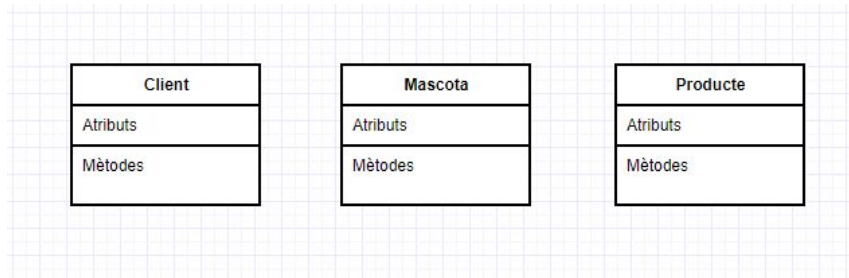 Client
Atributs
Mètodes
Mascota
Atributs
Mètodes
Producte
Atributs
Mètodes